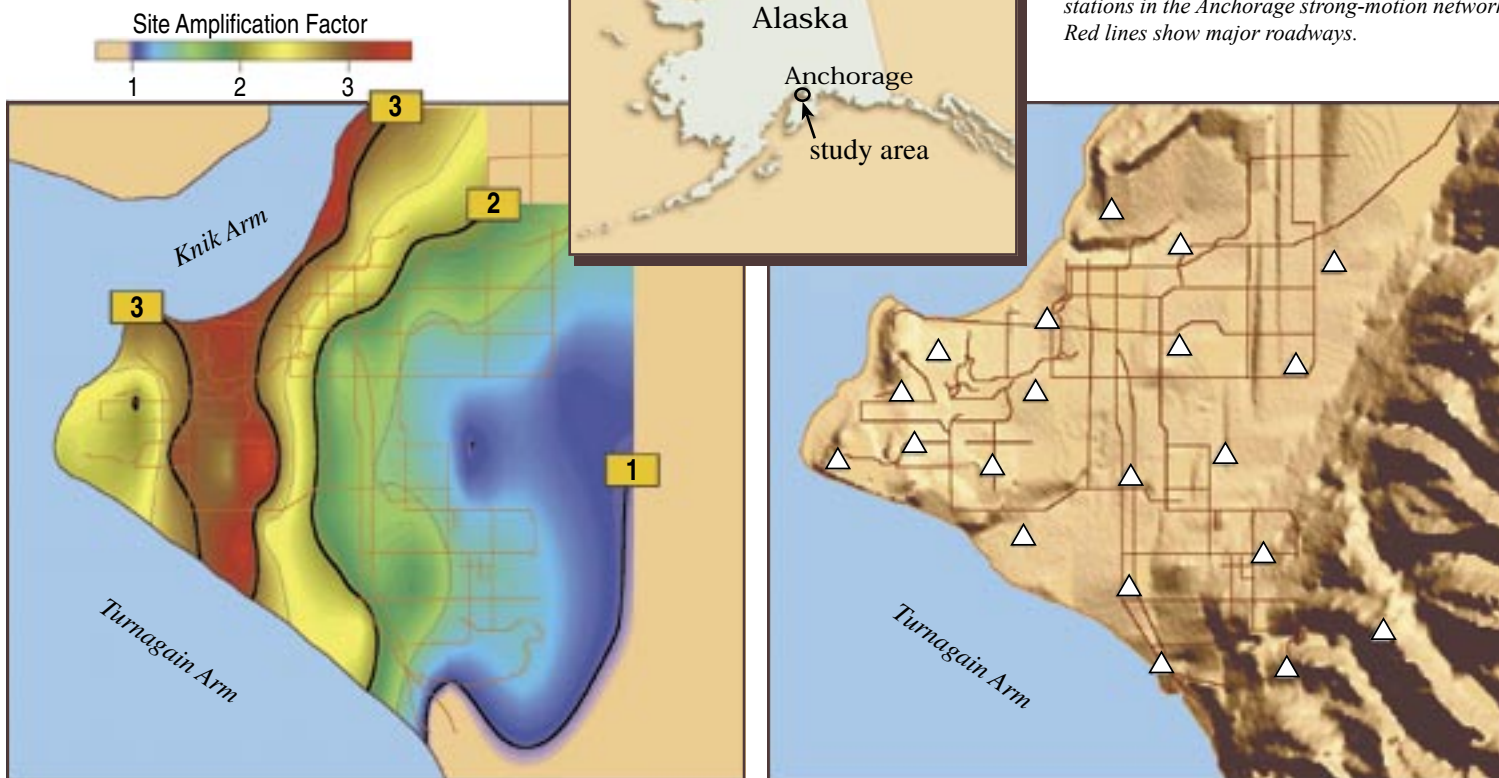 Site Amplification Factor
1 2 3
3
2
3
1
Knik Arm
Turnagain Arm
Alaska
Anchorage
study area
stations in the Anchorage strong-motion network
Red lines show major roadways.
Turnagain Arm